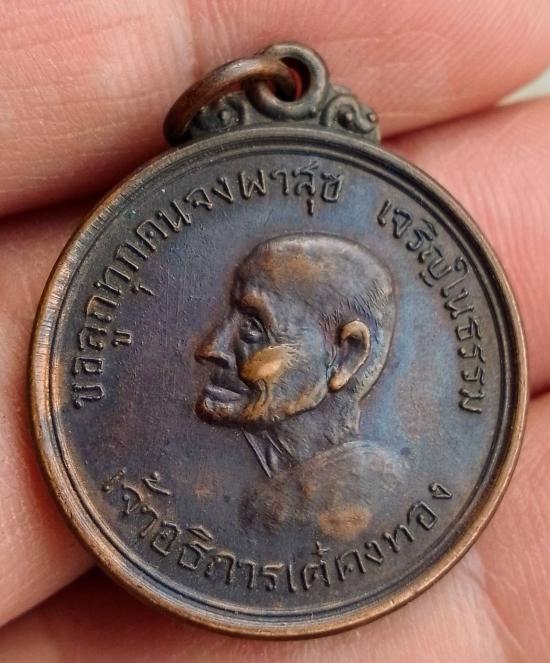 ขอลูกทุกคนจงผาสุข เจริญในธรรม
เจ้าอธิการเต๋คงทอง